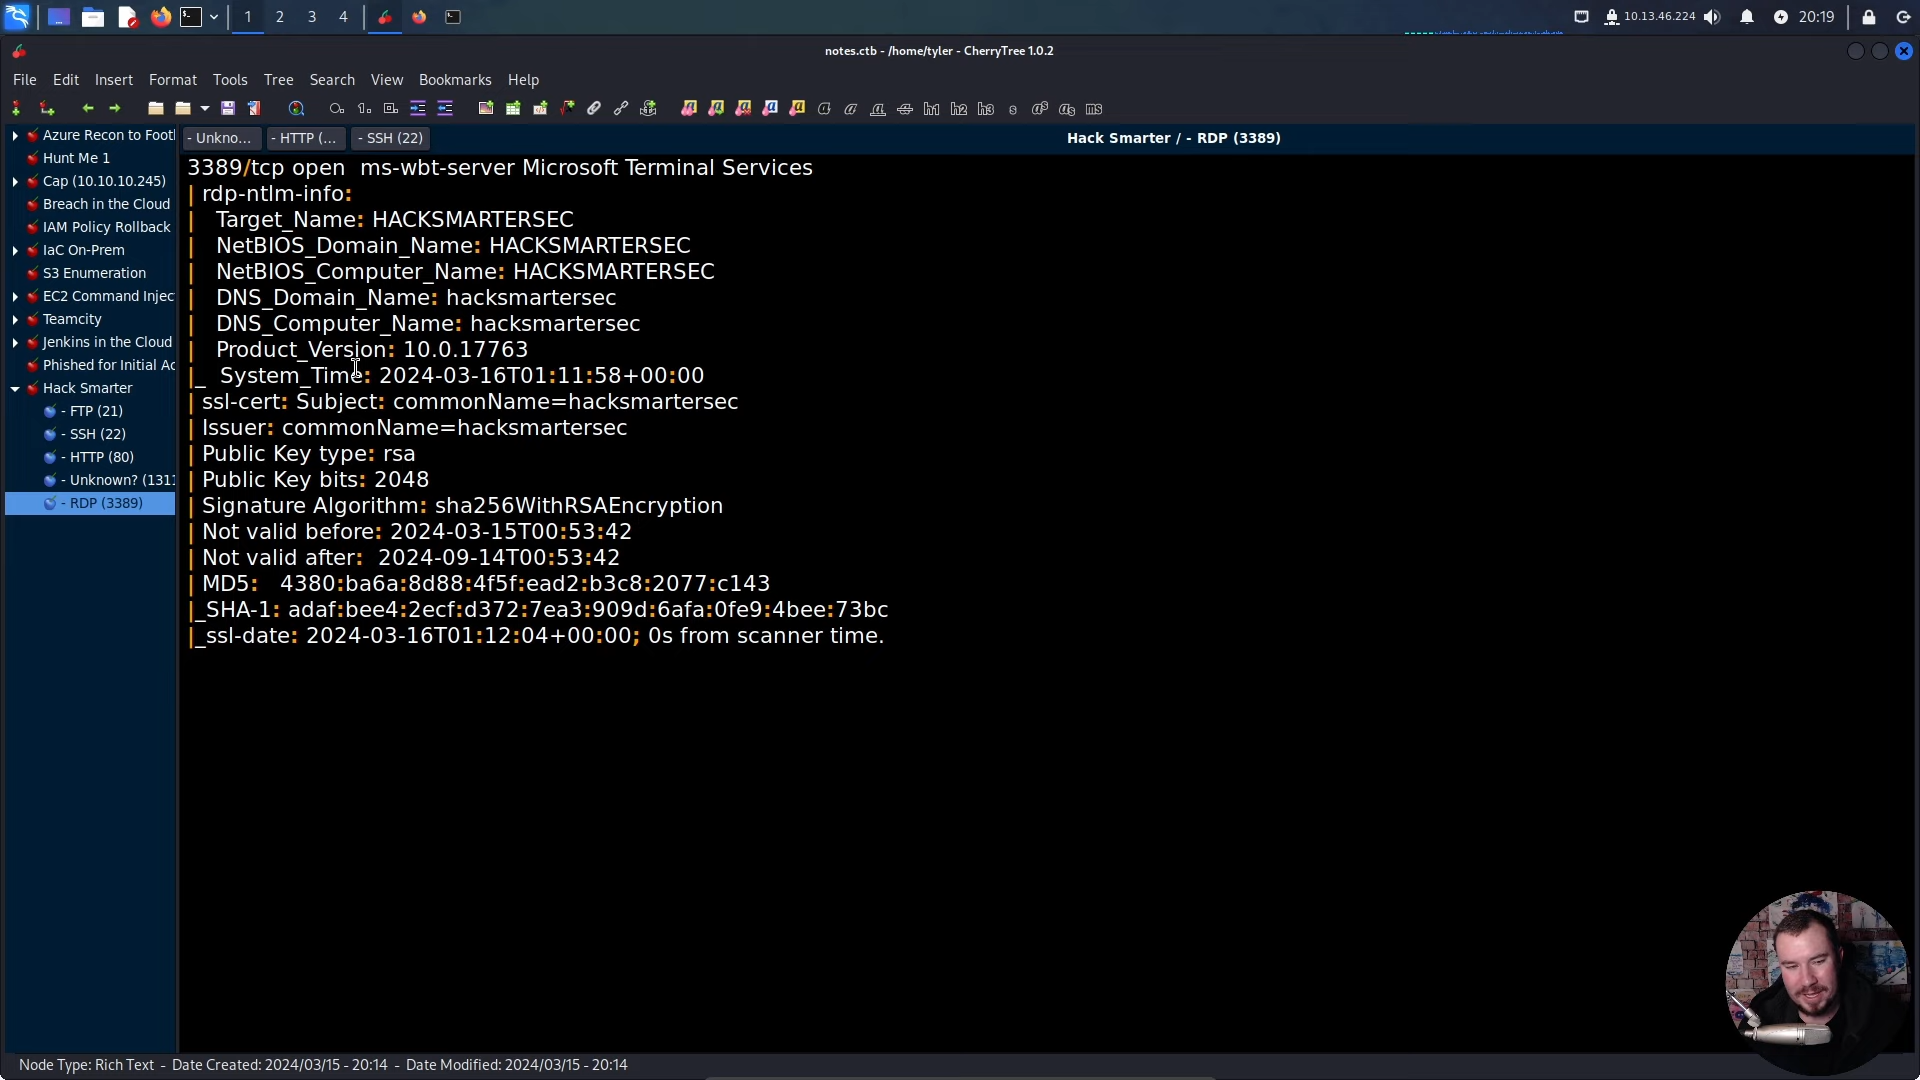 1 2 3 4
10.13.46.224
20:19
notes.ctb - /home/tyler - CherryTree 1.0.2
File Edit Insert Format Tools Tree Search View Bookmarks Help
h1 h2 h3 s
Azure Recon to Foot
Hunt Me 1
Cap (10.10.10.245)
Breach in the Cloud
IAM Policy Rollback
IaC On-Prem
S3 Enumeration
EC2 Command Injec
Teamcity
Jenkins in the Cloud
Phished for Initial Ac
Hack Smarter
- FTP (21)
- SSH (22)
- HTTP (80)
- Unknown? (1311
- RDP (3389)
- Unkno... - HTTP (... - SSH (22)
Hack Smarter / - RDP (3389)
3389/tcp open  ms-wbt-server Microsoft Terminal Services
| rdp-ntlm-info:
|   Target_Name: HACKSMARTERSEC
|   NetBIOS_Domain_Name: HACKSMARTERSEC
|   NetBIOS_Computer_Name: HACKSMARTERSEC
|   DNS_Domain_Name: hacksmartersec
|   DNS_Computer_Name: hacksmartersec
|   Product_Version: 10.0.17763
|_  System_Time: 2024-03-16T01:11:58+00:00
| ssl-cert: Subject: commonName=hacksmartersec
| Issuer: commonName=hacksmartersec
| Public Key type: rsa
| Public Key bits: 2048
| Signature Algorithm: sha256WithRSAEncryption
| Not valid before: 2024-03-15T00:53:42
| Not valid after:  2024-09-14T00:53:42
| MD5:   4380:ba6a:8d88:4f5f:ead2:b3c8:2077:c143
|_SHA-1: adaf:bee4:2ecf:d372:7ea3:909d:6afa:0fe9:4bee:73bc
|_ssl-date: 2024-03-16T01:12:04+00:00; 0s from scanner time.
Node Type: Rich Text - Date Created: 2024/03/15 - 20:14 - Date Modified: 2024/03/15 - 20:14